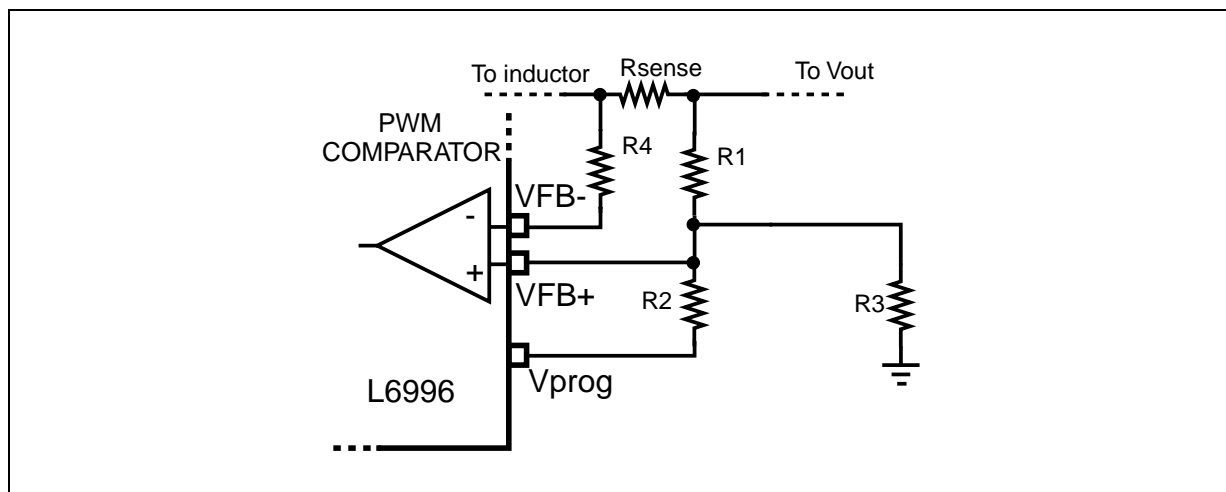 To inductor
Rsense
To Vout
PWM
COMPARATOR
R4
R1
VFB-
-
+
VFB+
R2
R3
Vprog
L6996